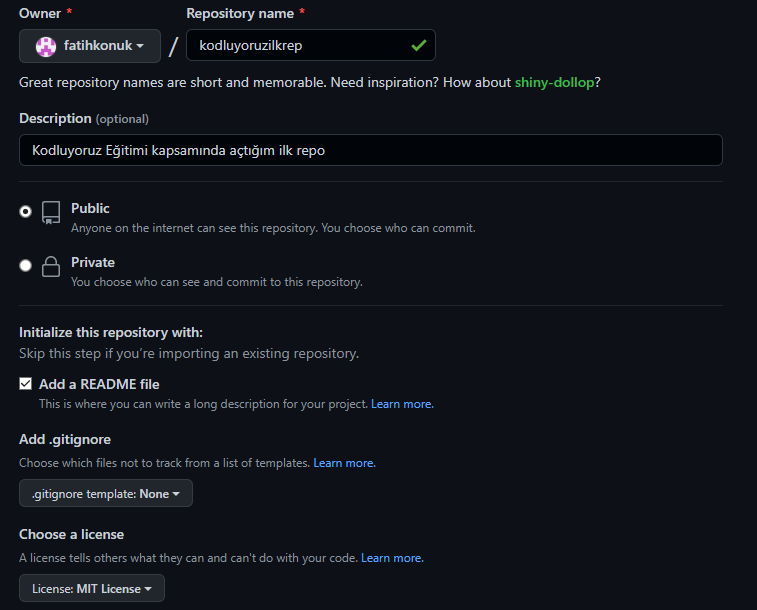 Owner * Repository name *
fatihkonuk / kodluyoruzilkrep
Great repository names are short and memorable. Need inspiration? How about shiny-dollop?
Description (optional)
Kodluyoruz Eğitimi kapsamında açtığım ilk repo
Public
Anyone on the internet can see this repository. You choose who can commit.
Private
You choose who can see and commit to this repository.
Initialize this repository with:
Skip this step if you’re importing an existing repository.
Add a README file
This is where you can write a long description for your project. Learn more.
Add .gitignore
Choose which files not to track from a list of templates. Learn more.
.gitignore template: None
Choose a license
A license tells others what they can and can't do with your code. Learn more.
License: MIT License